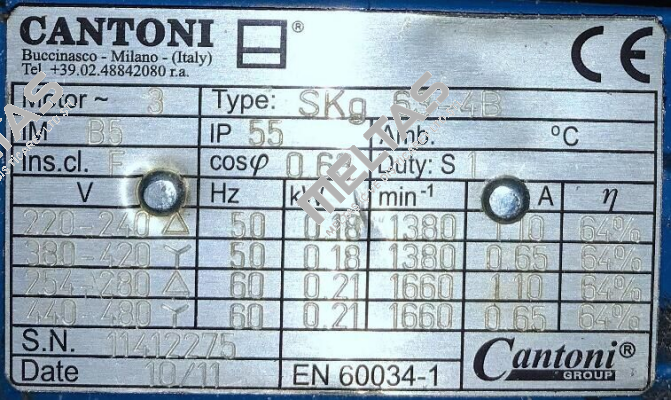 CANTONI ®
Buccinasco - Milano - (Italy)
Tel. +39.02.48842080 r.a.
CE
Motor ~ 3 Type: SKg 4B
IM B5 IP 55 Amb. °C
Ins.cl. F cosφ Duty: S 1
V Hz min⁻¹ A η
220-240 △ 50 0.18 1380 1.10 64%
380-420 Y 50 0.18 1380 0.65 64%
254-280 △ 60 0.21 1660 1.10 64%
440-480 Y 60 0.21 1660 0.65 64%
S.N. 11412275
Date 10/11 EN 60034-1
Cantoni®
GROUP
MELTAS